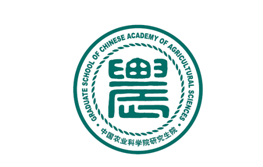 GRADUATE SCHOOL OF CHINESE ACADEMY OF AGRICULTURAL SCIENCES
農
中国农业科学院研究生院